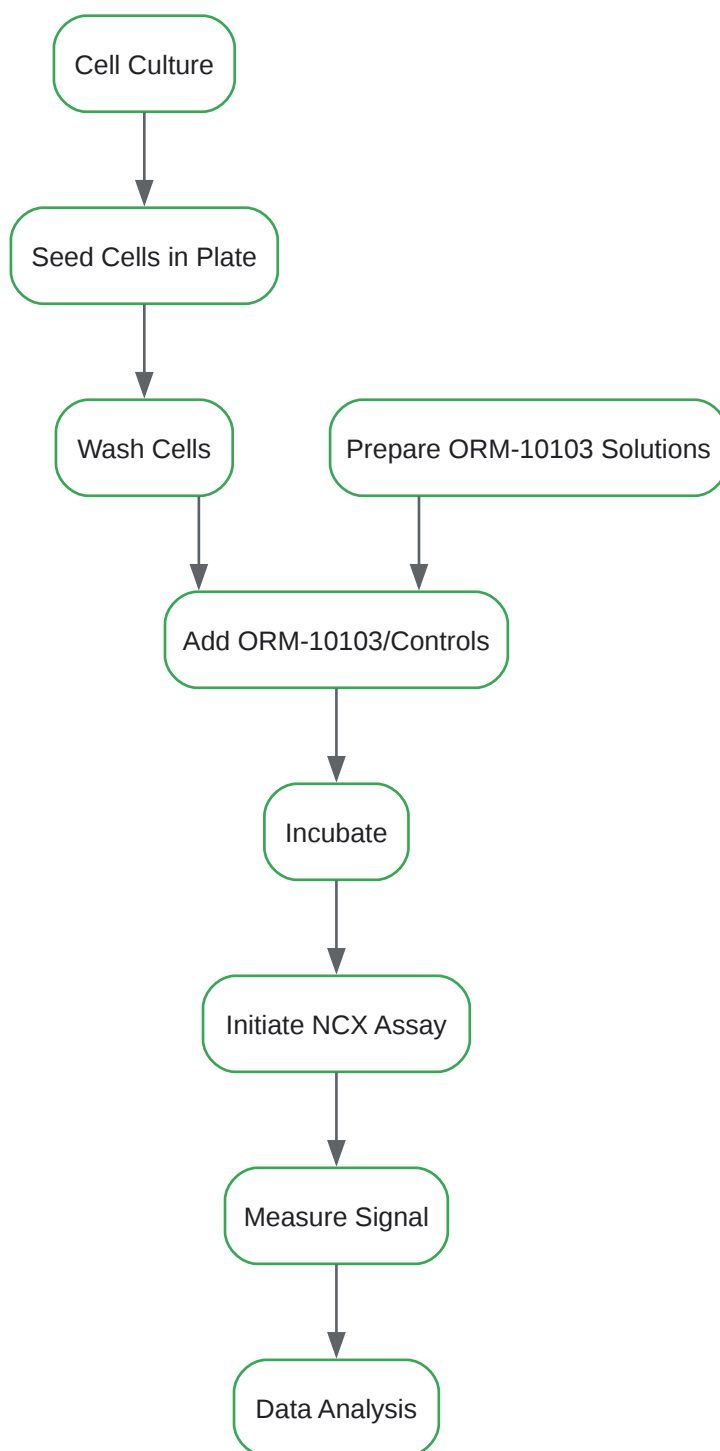 Cell Culture
Seed Cells in Plate
Wash Cells
Prepare ORM-10103 Solutions
Add ORM-10103/Controls
Incubate
Initiate NCX Assay
Measure Signal
Data Analysis